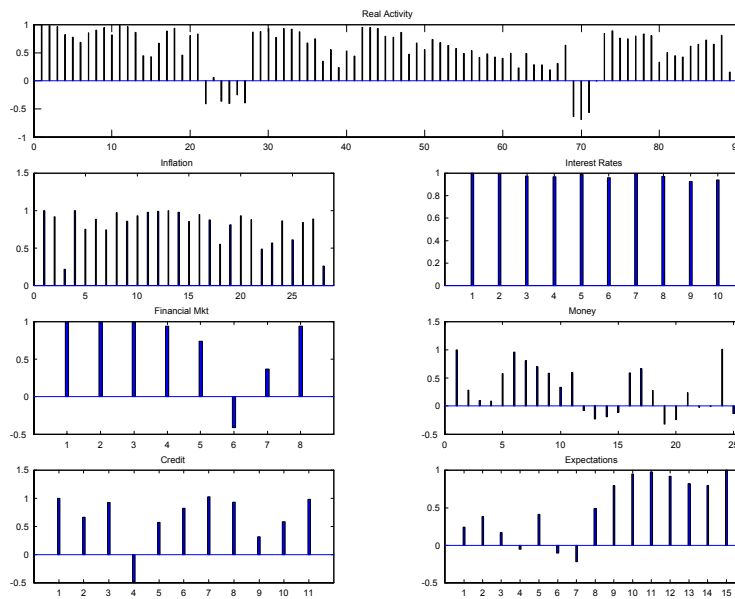 Real Activity
1
0.5
0
-0.5
-1
0 10 20 30 40 50 60 70 80 90
Inflation
1.5
1
0.5
0
0 5 10 15 20 25
Interest Rates
1
0.8
0.6
0.4
0.2
0
1 2 3 4 5 6 7 8 9 10
Financial Mkt
1
0.5
0
-0.5
1 2 3 4 5 6 7 8
Money
1.5
1
0.5
0
-0.5
0 5 10 15 20 25
Credit
1.5
1
0.5
0
-0.5
1 2 3 4 5 6 7 8 9 10 11
Expectations
1
0.5
0
-0.5
1 2 3 4 5 6 7 8 9 10 11 12 13 14 15